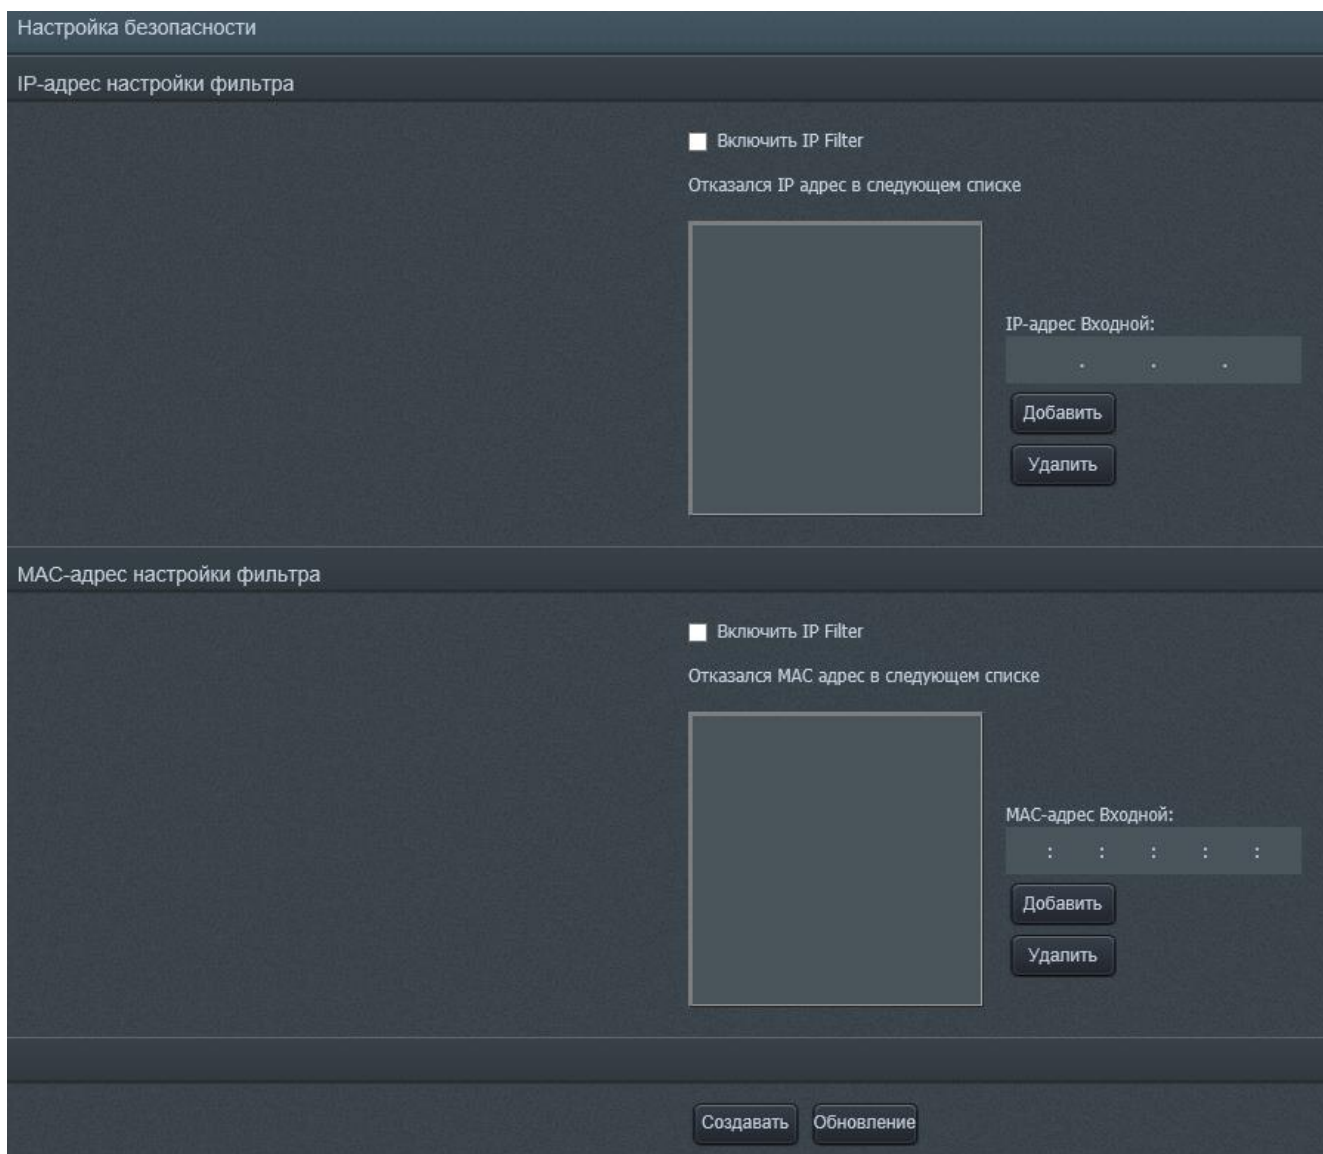 Настройка безопасности
IP-адрес настройки фильтра
Включить IP Filter
Отказался IP адрес в следующем списке
IP-адрес Входной:
. . .
Добавить
Удалить
MAC-адрес настройки фильтра
Включить IP Filter
Отказался MAC адрес в следующем списке
MAC-адрес Входной:
: : : : :
Добавить
Удалить
Создавать Обновление